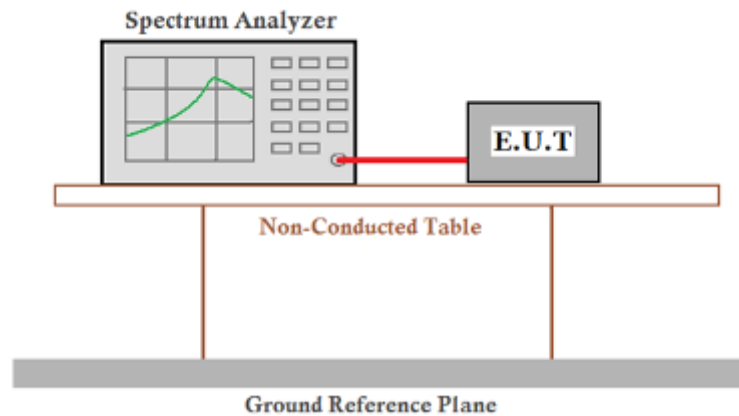 Spectrum Analyzer
E.U.T
Non-Conducted Table
Ground Reference Plane